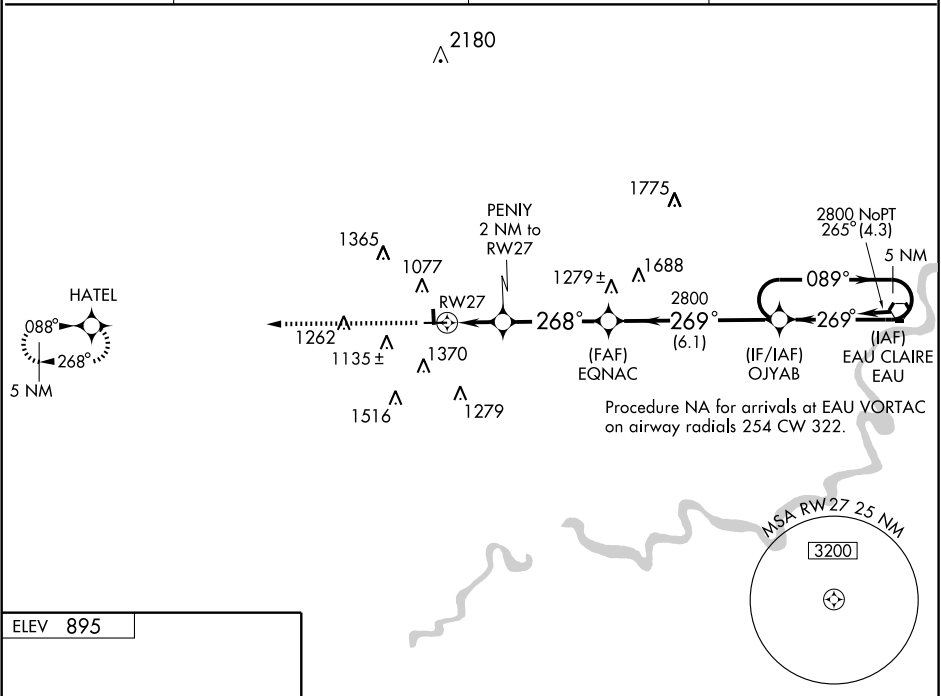 2180
1775
2800 NoPT
265° (4.3)
5 NM
PENIY
2 NM to
RW27
1365
1077
1279 ±
1688
089°
HATEL
RW27
2800
088°
268°
269°
(6.1)
269°
268°
5 NM
1262
1135 ±
1370
1516
1279
(FAF)
EQNAC
(IF/IAF)
OJYAB
(IAF)
EAU CLAIRE
EAU
Procedure NA for arrivals at EAU VORTAC
on airway radials 254 CW 322.
MSA RW27 25 NM
3200
ELEV 895